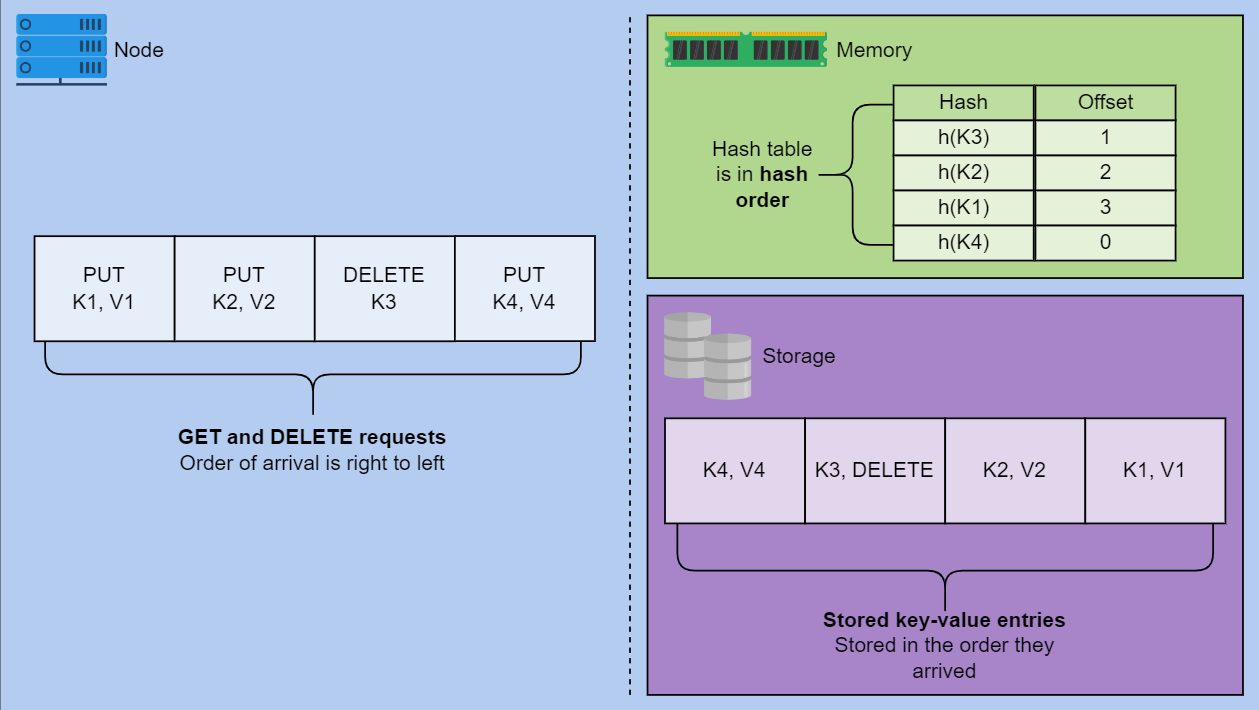 Node
PUT
K1, V1
PUT
K2, V2
DELETE
K3
PUT
K4, V4
GET and DELETE requests
Order of arrival is right to left
Memory
Hash table
is in hash
order
Hash Offset
h(K3) 1
h(K2) 2
h(K1) 3
h(K4) 0
Storage
K4, V4
K3, DELETE
K2, V2
K1, V1
Stored key-value entries
Stored in the order they
arrived